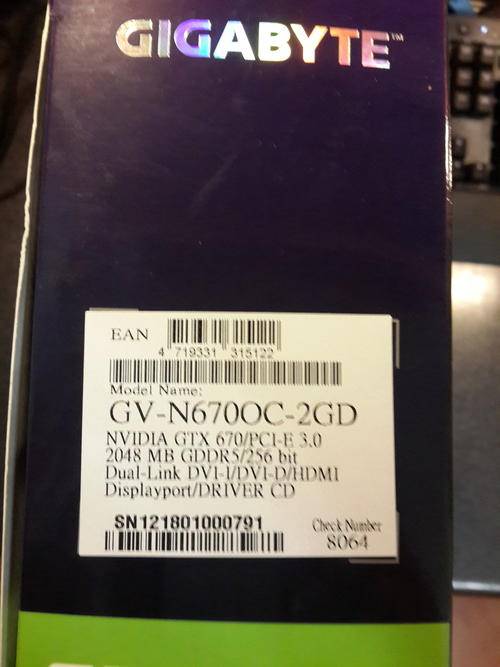 GIGABYTE™
EAN
4 719331 315122
Model Name:
GV-N670OC-2GD
NVIDIA GTX 670/PCI-E 3.0
2048 MB GDDR5/256 bit
Dual-Link DVI-I/DVI-D/HDMI
Displayport/DRIVER CD
SN121801000791
Check Number
8064